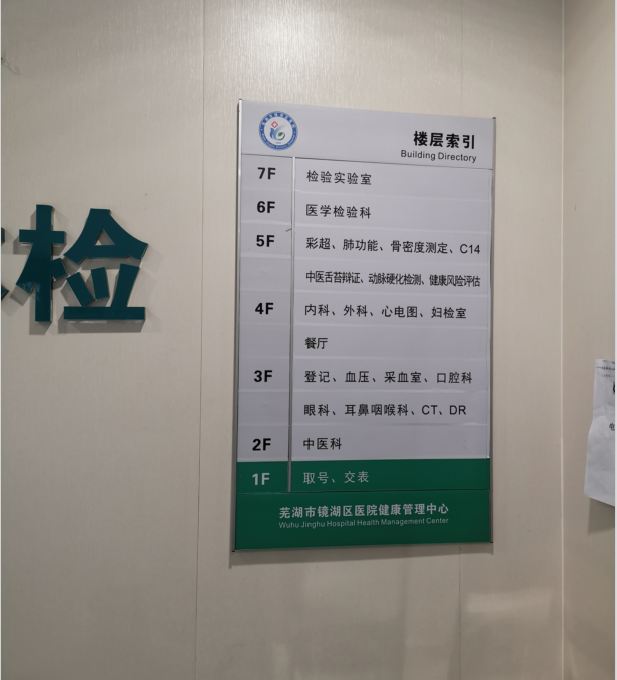 检
楼层索引
Building Directory
7F 检验实验室
6F 医学检验科
5F 彩超、肺功能、骨密度测定、C14
中医舌苔辩证、动脉硬化检测、健康风险评估
4F 内科、外科、心电图、妇检室
餐厅
3F 登记、血压、采血室、口腔科
眼科、耳鼻咽喉科、CT、DR
2F 中医科
1F 取号、交表
芜湖市镜湖区医院健康管理中心
Wuhu Jinghu Hospital Health Management Center